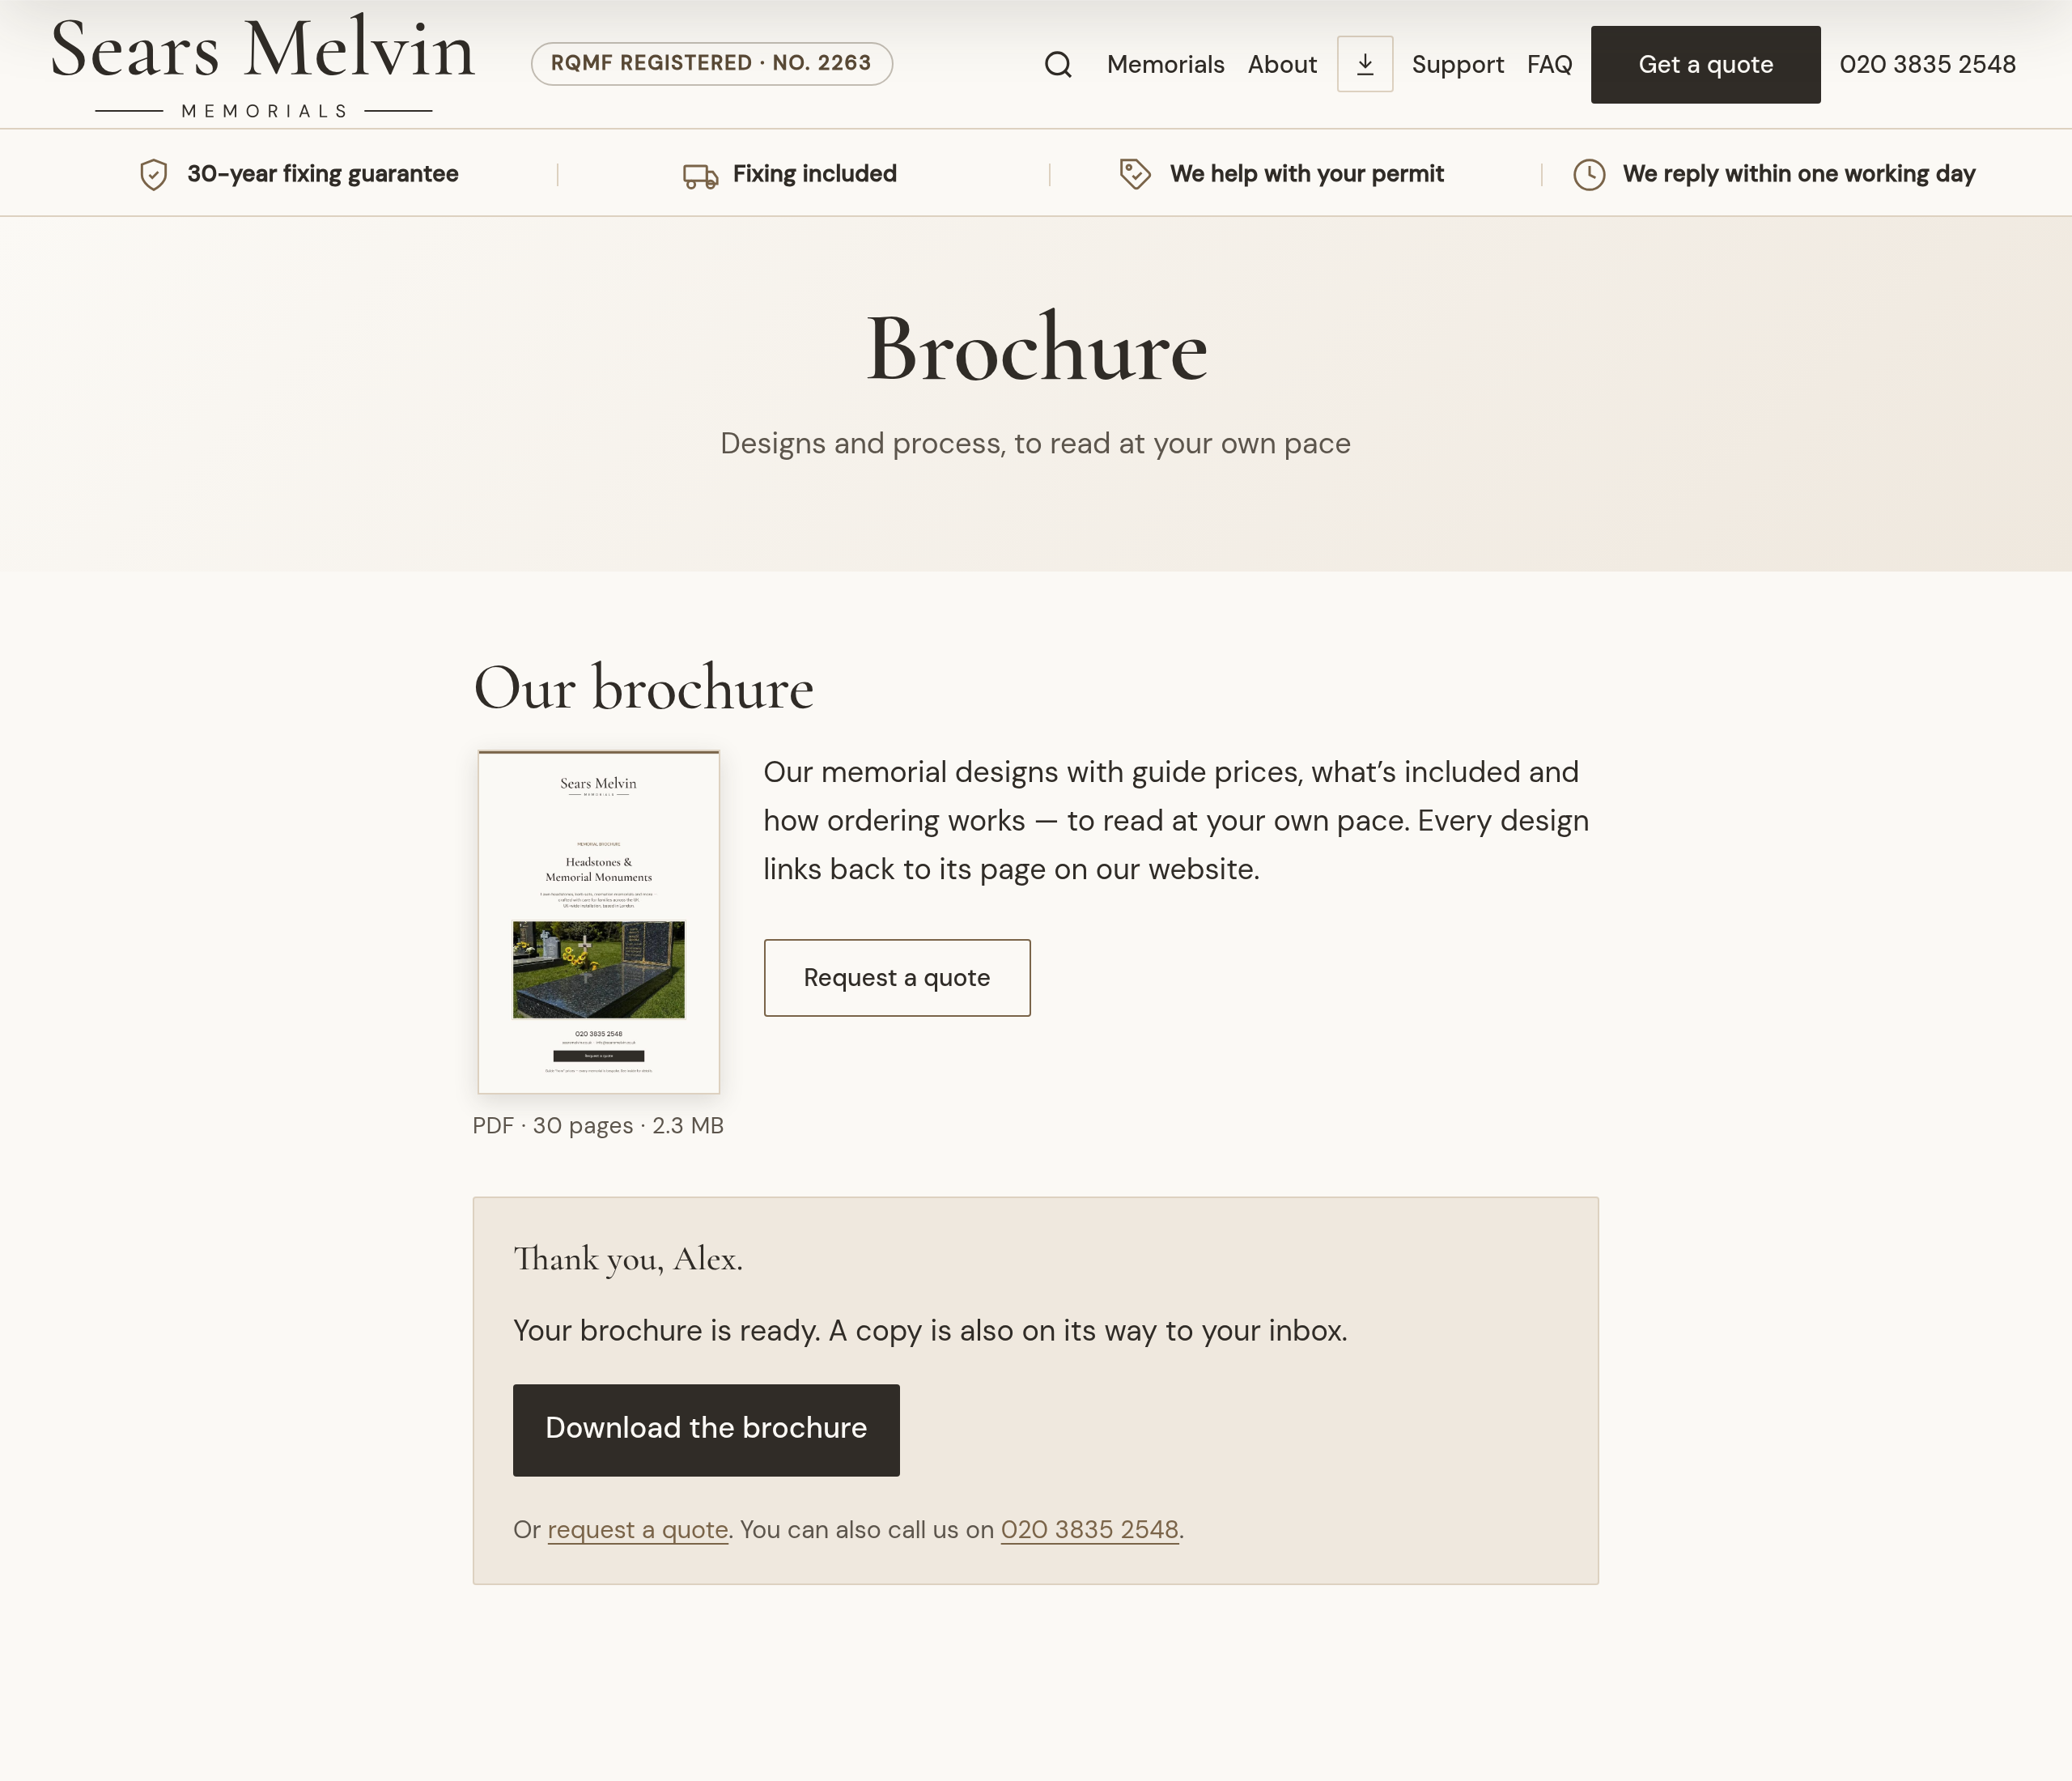 Sears Melvin
MEMORIALS
RQMF REGISTERED · NO. 2263
Memorials
About
Support
FAQ
Get a quote
020 3835 2548
30-year fixing guarantee
Fixing included
We help with your permit
We reply within one working day
Brochure
Designs and process, to read at your own pace
Our brochure
Sears Melvin
MEMORIALS
MEMORIAL BROCHURE
Headstones &
Memorial Monuments
020 3835 2548
Request a quote
PDF · 30 pages · 2.3 MB
Our memorial designs with guide prices, what’s included and
how ordering works — to read at your own pace. Every design
links back to its page on our website.
Request a quote
Thank you, Alex.
Your brochure is ready. A copy is also on its way to your inbox.
Download the brochure
Or request a quote. You can also call us on 020 3835 2548.